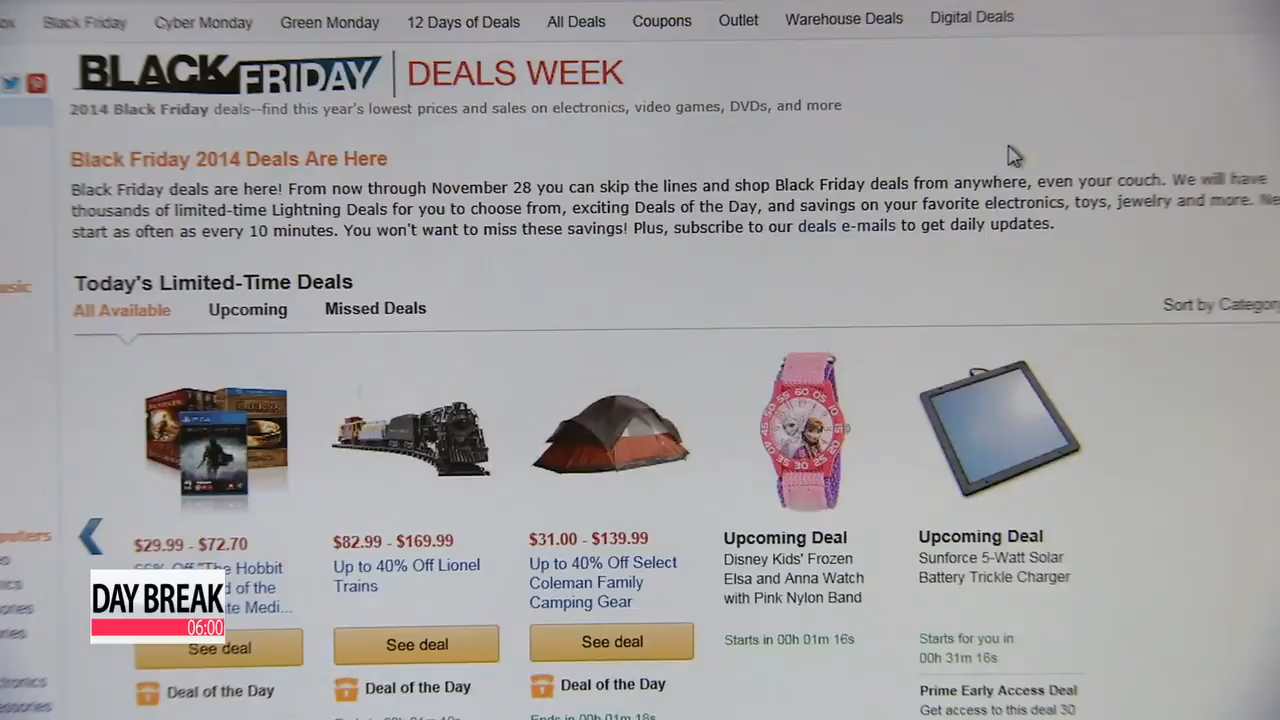 Black Friday Cyber Monday Green Monday 12 Days of Deals All Deals Coupons Outlet Warehouse Deals Digital Deals
BLACK FRIDAY DEALS WEEK
2014 Black Friday deals--find this year's lowest prices and sales on electronics, video games, DVDs, and more
Black Friday 2014 Deals Are Here
Black Friday deals are here! From now through November 28 you can skip the lines and shop Black Friday deals from anywhere, even your couch. We will have
thousands of limited-time Lightning Deals for you to choose from, exciting Deals of the Day, and savings on your favorite electronics, toys, jewelry and more.
start as often as every 10 minutes. You won't want to miss these savings! Plus, subscribe to our deals e-mails to get daily updates.
Today's Limited-Time Deals
All Available Upcoming Missed Deals
Sort by
$29.99 - $72.70
Off "The Hobbit
of the
Medi...
See deal
Deal of the Day
$82.99 - $169.99
Up to 40% Off Lionel
Trains
See deal
Deal of the Day
$31.00 - $139.99
Up to 40% Off Select
Coleman Family
Camping Gear
See deal
Deal of the Day
Ends in 00h 01m 18s
Upcoming Deal
Disney Kids' Frozen
Elsa and Anna Watch
with Pink Nylon Band
Starts in 00h 01m 16s
Upcoming Deal
Sunforce 5-Watt Solar
Battery Trickle Charger
Starts for you in
00h 31m 16s
Prime Early Access Deal
Get access to this deal 30
DAY BREAK
06:00